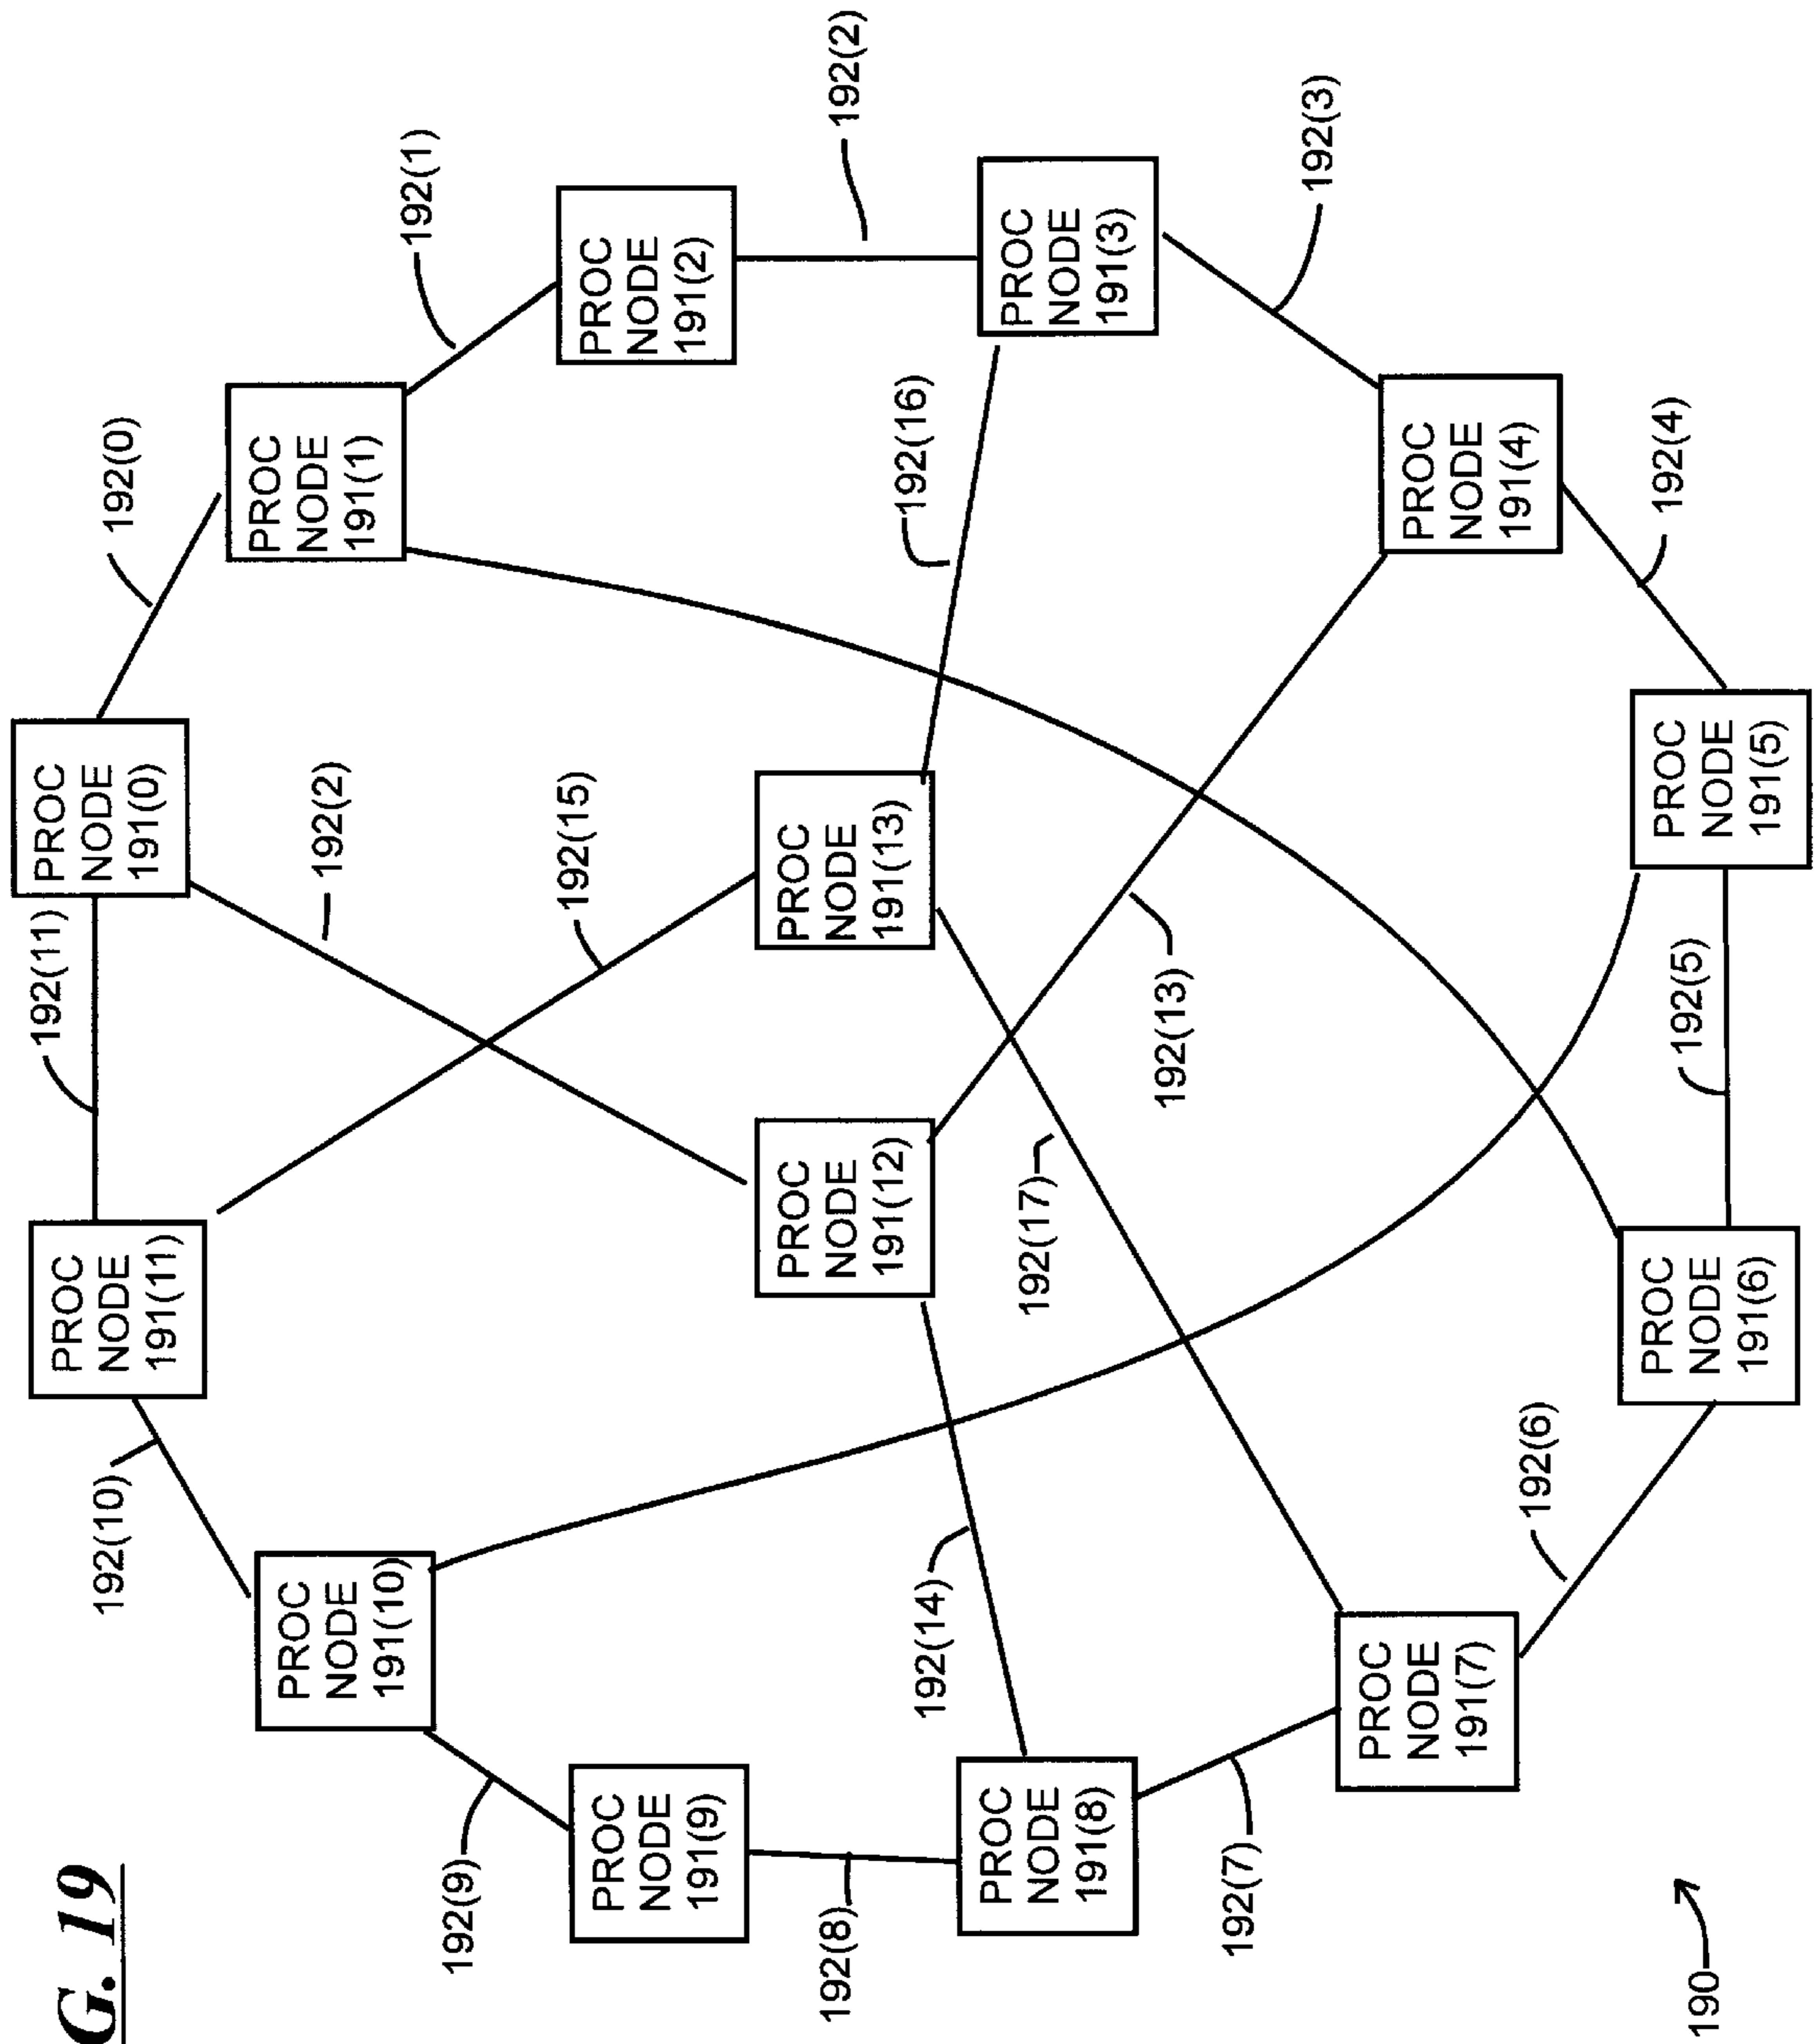 G. 19
192(11)
192(0)
192(10)
PROC
NODE
191(11)
PROC
NODE
191(0)
192(2)
192(15)
PROC
NODE
191(1)
192(1)
PROC
NODE
191(10)
192(9)
PROC
NODE
191(2)
192(2)
PROC
NODE
191(9)
192(8)
PROC
NODE
191(12)
PROC
NODE
191(13)
192(16)
192(14)
192(17)
192(13)
PROC
NODE
191(3)
192(3)
PROC
NODE
191(8)
192(7)
PROC
NODE
191(7)
192(6)
PROC
NODE
191(4)
192(4)
PROC
NODE
191(6)
192(5)
PROC
NODE
191(5)
190